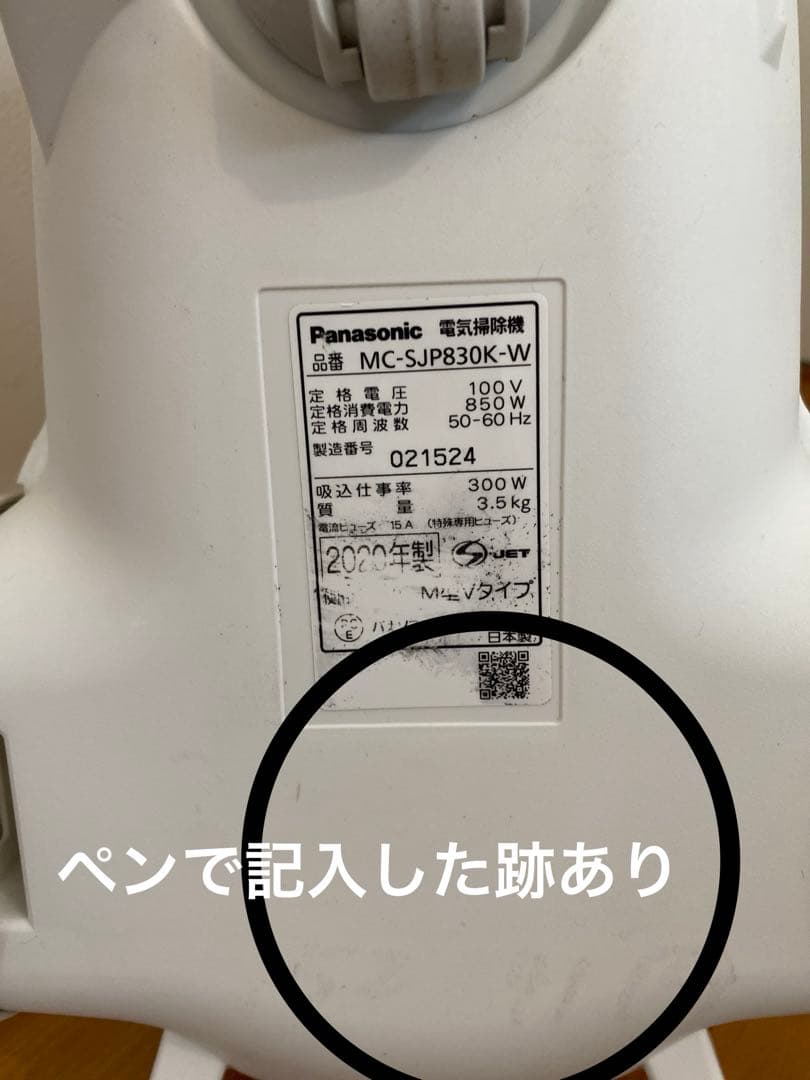 Panasonic 電気掃除機
品番 MC-SJP830K-W
定格電圧 100V
定格消費電力 850W
定格周波数 50-60Hz
製造番号 021524
吸込仕事率 300W
質量 3.5kg
電流ヒューズ 15A (特殊専用ヒューズ)
2020年製 S-JET
Vタイプ
日本製
ペンで記入した跡あり